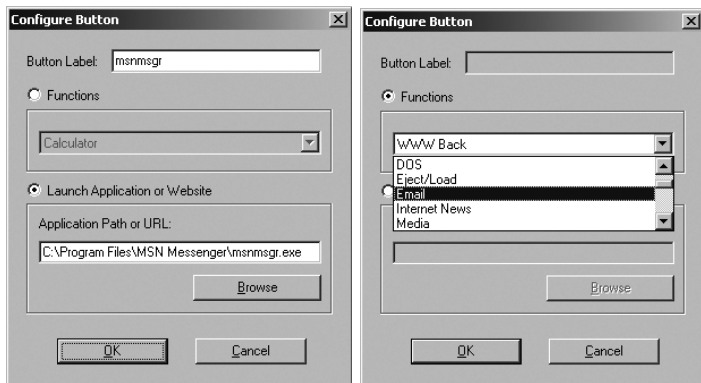 Configure Button
Button Label: msnmsgr
Functions
Calculator
Launch Application or Website
Application Path or URL:
C:\Program Files\MSN Messenger\msnmsgr.exe
Browse
OK
Cancel
Configure Button
Button Label:
Functions
WWW Back
DOS
Eject/Load
Email
Internet News
Media
Browse
OK
Cancel